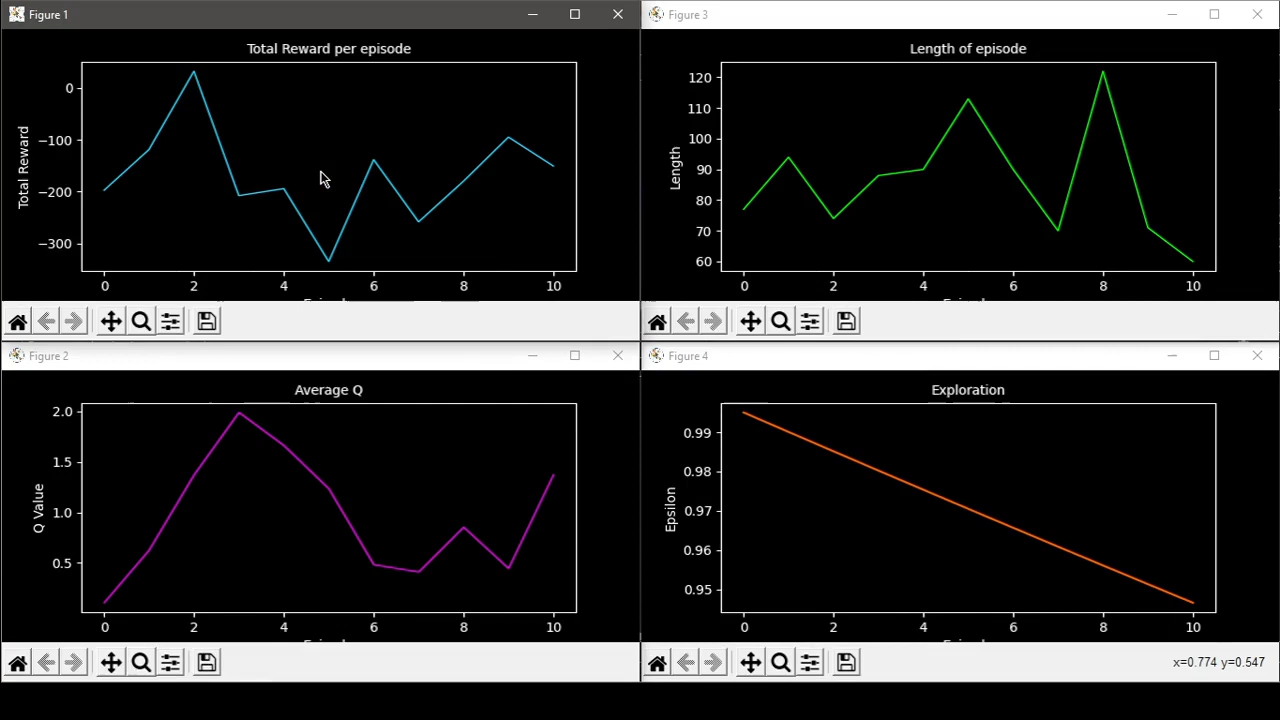 Figure 1
Total Reward per episode
Total Reward
0
−100
−200
−300
0 2 4 6 8 10
Figure 3
Length of episode
Length
120
110
100
90
80
70
60
0 2 4 6 8 10
Figure 2
Average Q
Q Value
2.0
1.5
1.0
0.5
0 2 4 6 8 10
Figure 4
Exploration
Epsilon
0.99
0.98
0.97
0.96
0.95
0 2 4 6 8 10
x=0.774 y=0.547